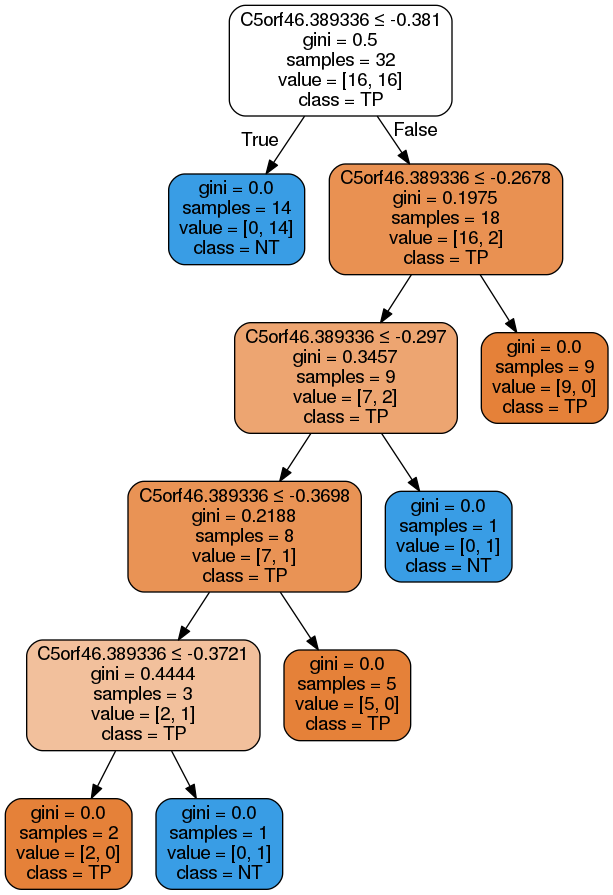 C5orf46.389336 ≤ -0.381
gini = 0.5
samples = 32
value = [16, 16]
class = TP
True
False
gini = 0.0
samples = 14
value = [0, 14]
class = NT
C5orf46.389336 ≤ -0.2678
gini = 0.1975
samples = 18
value = [16, 2]
class = TP
C5orf46.389336 ≤ -0.297
gini = 0.3457
samples = 9
value = [7, 2]
class = TP
gini = 0.0
samples = 9
value = [9, 0]
class = TP
C5orf46.389336 ≤ -0.3698
gini = 0.2188
samples = 8
value = [7, 1]
class = TP
gini = 0.0
samples = 1
value = [0, 1]
class = NT
C5orf46.389336 ≤ -0.3721
gini = 0.4444
samples = 3
value = [2, 1]
class = TP
gini = 0.0
samples = 5
value = [5, 0]
class = TP
gini = 0.0
samples = 2
value = [2, 0]
class = TP
gini = 0.0
samples = 1
value = [0, 1]
class = NT